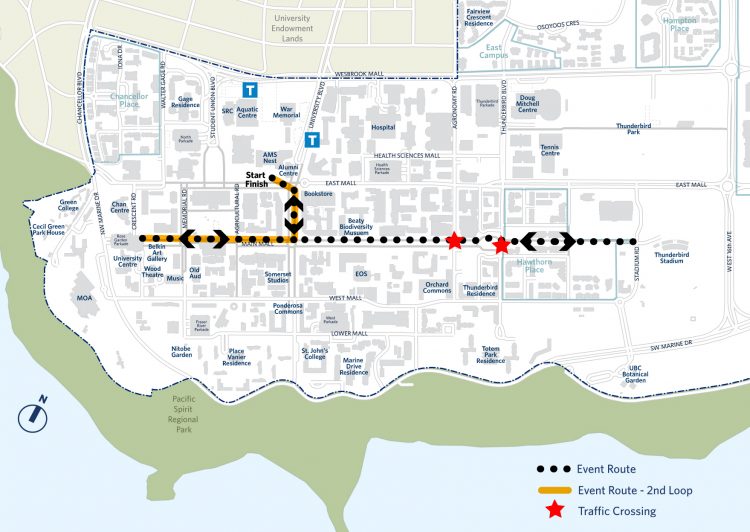 Fairview
Crescent
Residence
OSOYOOS CRES
Hampton
Place
University
Endowment
Lands
East
Campus
WESBROOK MALL
CHANCELLOR BLVD
IONA DR
Chancellor
Place
WALTER GAGE RD
Gage
Residence
STUDENT UNION BLVD
T
SRC
Aquatic
Centre
War
Memorial
UNIVERSITY BLVD
T
Hospital
AGRONOMY RD
Thunderbird
Parkade
THUNDERBIRD BLVD
Doug
Mitchell
Centre
Thunderbird
Park
North
Parkade
Tennis
Centre
AMS
Nest
Alumni
Centre
HEALTH SCIENCES MALL
Health
Sciences
Parkade
Start
Finish
EAST MALL
EAST MALL
Bookstore
Green
College
NW MARINE DR
Chan
Centre
CRESCENT RD
MEMORIAL RD
AGRICULTURAL RD
Cecil Green
Park House
Rose
Garden
Parkade
Beaty
Biodiversity
Museum
MAIN MALL
University
Centre
Belkin
Art
Gallery
Wood
Theatre
Music
Old
Aud
Somerset
Studios
EOS
Hawthorn
Place
STADIUM RD
Thunderbird
Stadium
WEST 16TH AVE
Orchard
Commons
Thunderbird
Residence
MOA
WEST MALL
Ponderosa
Commons
Fraser
River
Parkade
West
Parkade
LOWER MALL
Nitobe
Garden
Place
Vanier
Residence
St. John's
College
Marine
Drive
Residence
Totem
Park
Residence
SW MARINE DR
UBC
Botanical
Garden
Pacific
Spirit
Regional
Park
N
Event Route
Event Route - 2nd Loop
Traffic Crossing